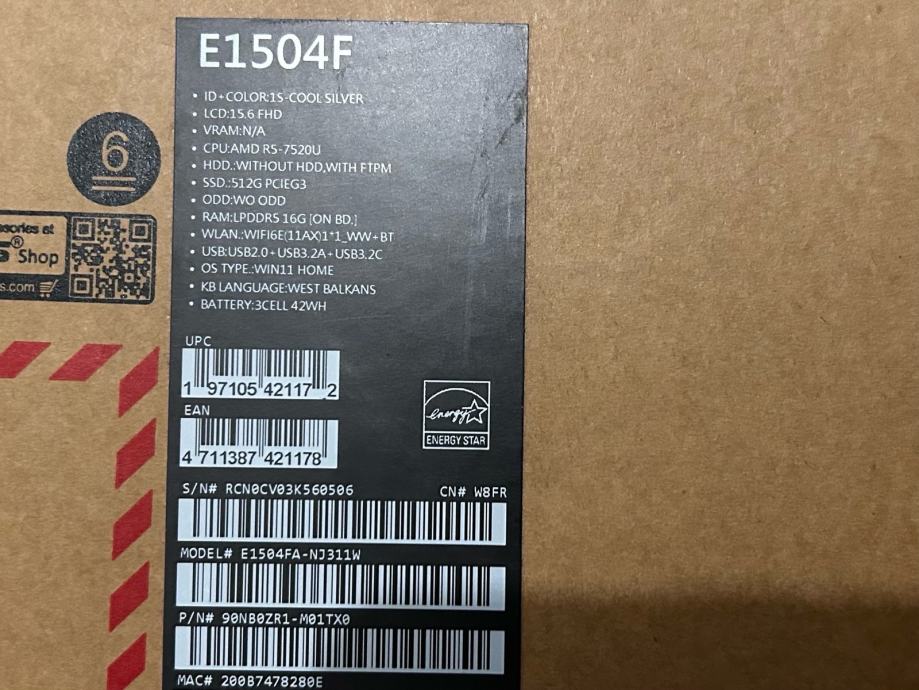 E1504F
• ID+COLOR:1S-COOL SILVER
• LCD:15.6 FHD
• VRAM:N/A
• CPU:AMD R5-7520U
• HDD.:WITHOUT HDD,WITH FTPM
• SSD.:512G PCIEG3
• ODD:WO ODD
• RAM:LPDDR5 16G [ON BD.]
• WLAN.:WIFI6E(11AX)1*1_WW+BT
• USB:USB2.0+USB3.2A+USB3.2C
• OS TYPE.:WIN11 HOME
• KB LANGUAGE:WEST BALKANS
• BATTERY:3CELL 42WH
6
at
® Shop
.com
UPC
1 97105 42117 2
EAN
4 711387 421178
energy
ENERGY STAR
S/N# RCN0CV03K560506 CN# W8FR
MODEL# E1504FA-NJ311W
P/N# 90NB0ZR1-M01TX0
MAC# 200B7478280E